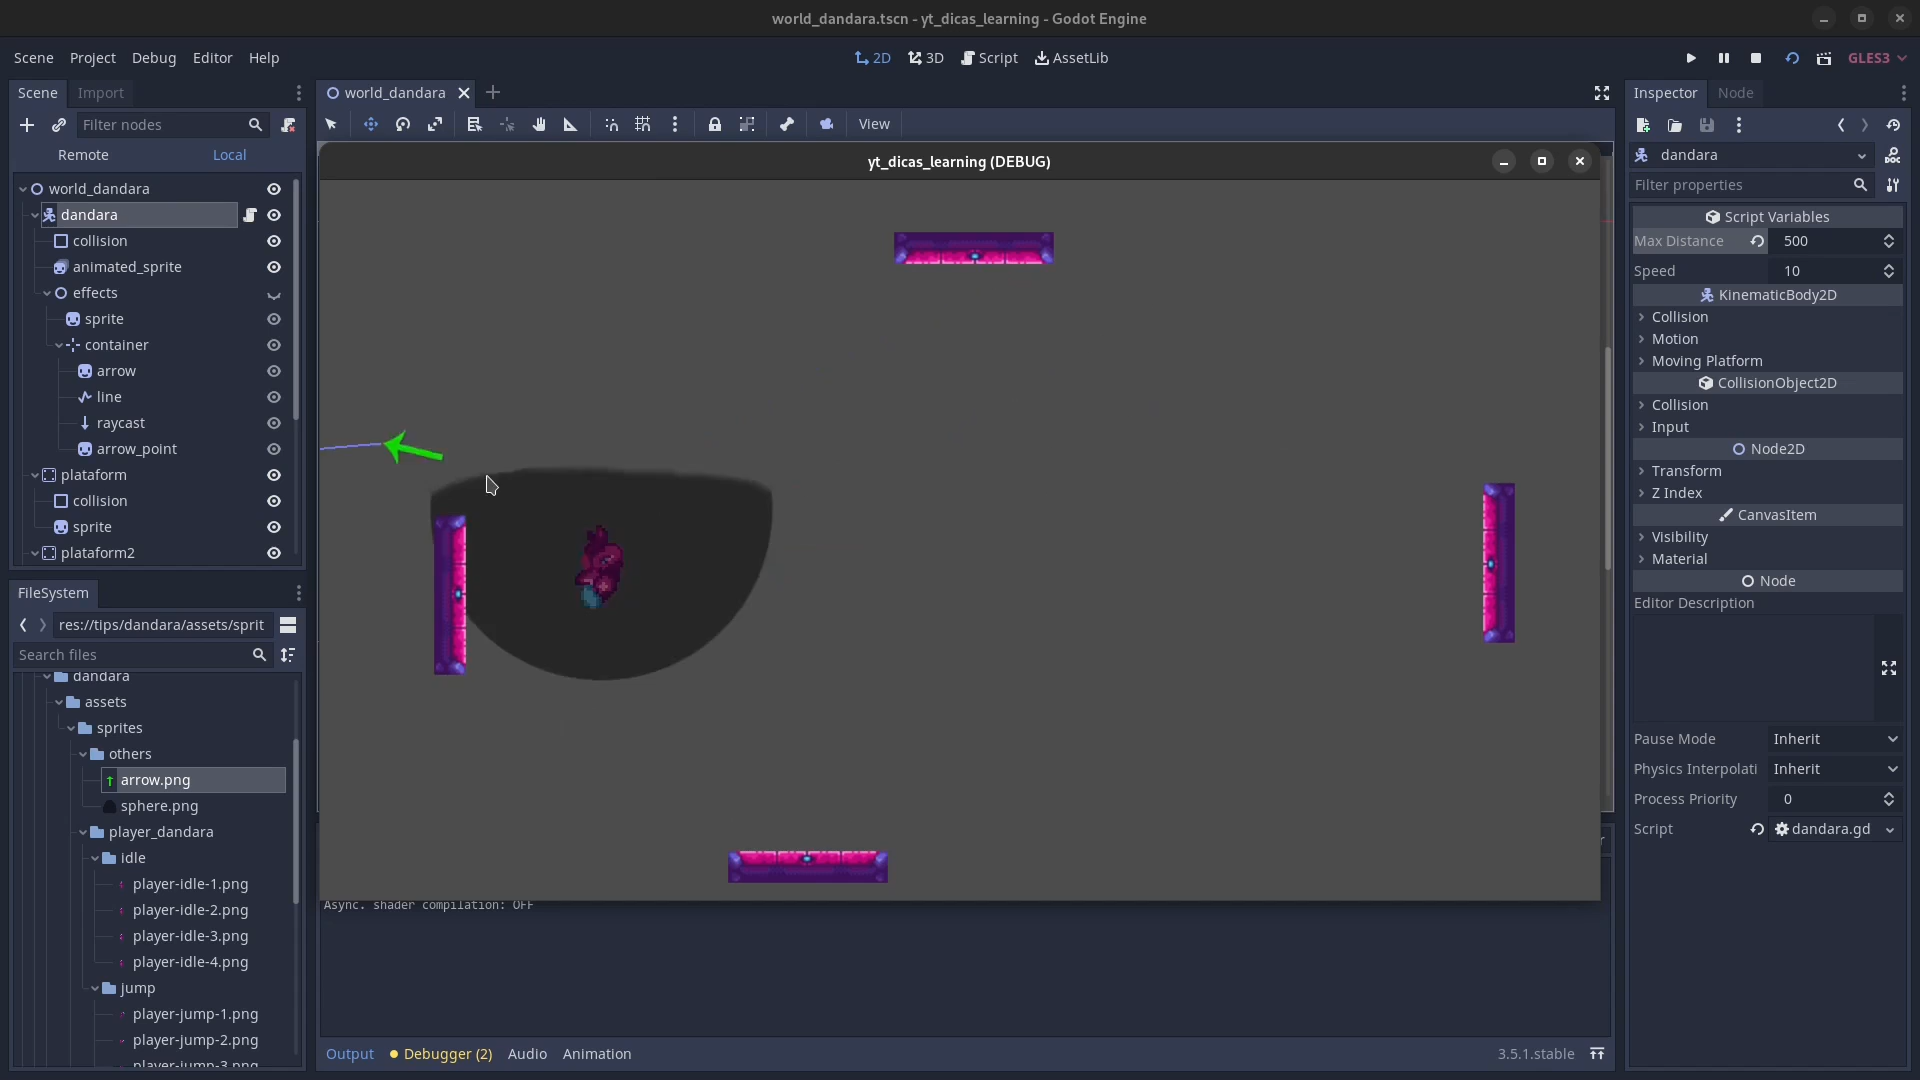 world_dandara.tscn - yt_dicas_learning - Godot Engine
Scene Project Debug Editor Help
2D 3D Script AssetLib
GLES3
Scene Import
world_dandara
Inspector Node
Filter nodes
View
Remote Local
dandara
Filter properties
yt_dicas_learning (DEBUG)
world_dandara
dandara
collision
animated_sprite
effects
sprite
container
arrow
line
raycast
arrow_point
plataform
collision
sprite
plataform2
Script Variables
Max Distance 500
Speed 10
KinematicBody2D
Collision
Motion
Moving Platform
CollisionObject2D
Collision
Input
Node2D
Transform
Z Index
CanvasItem
Visibility
Material
Node
Editor Description
Pause Mode Inherit
Physics Interpolati Inherit
Process Priority 0
Script dandara.gd
FileSystem
res://tips/dandara/assets/sprit
Search files
dandara
assets
sprites
others
arrow.png
sphere.png
player_dandara
idle
player-idle-1.png
player-idle-2.png
player-idle-3.png
player-idle-4.png
jump
player-jump-1.png
player-jump-2.png
player-jump-3.png
Async. shader compilation: OFF
Output Debugger (2) Audio Animation
3.5.1.stable